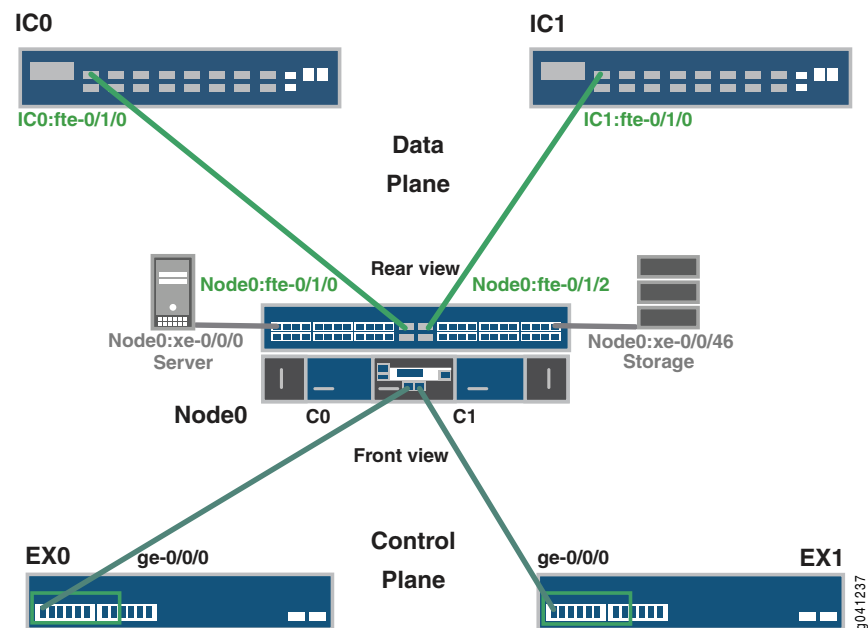 IC0
IC1
IC0:fte-0/1/0
IC1:fte-0/1/0
Data
Plane
Rear view
Node0:fte-0/1/0
Node0:fte-0/1/2
Node0:xe-0/0/0
Server
Node0:xe-0/0/46
Storage
Node0
C0
C1
Front view
Control
Plane
EX0
ge-0/0/0
ge-0/0/0
EX1
g041237